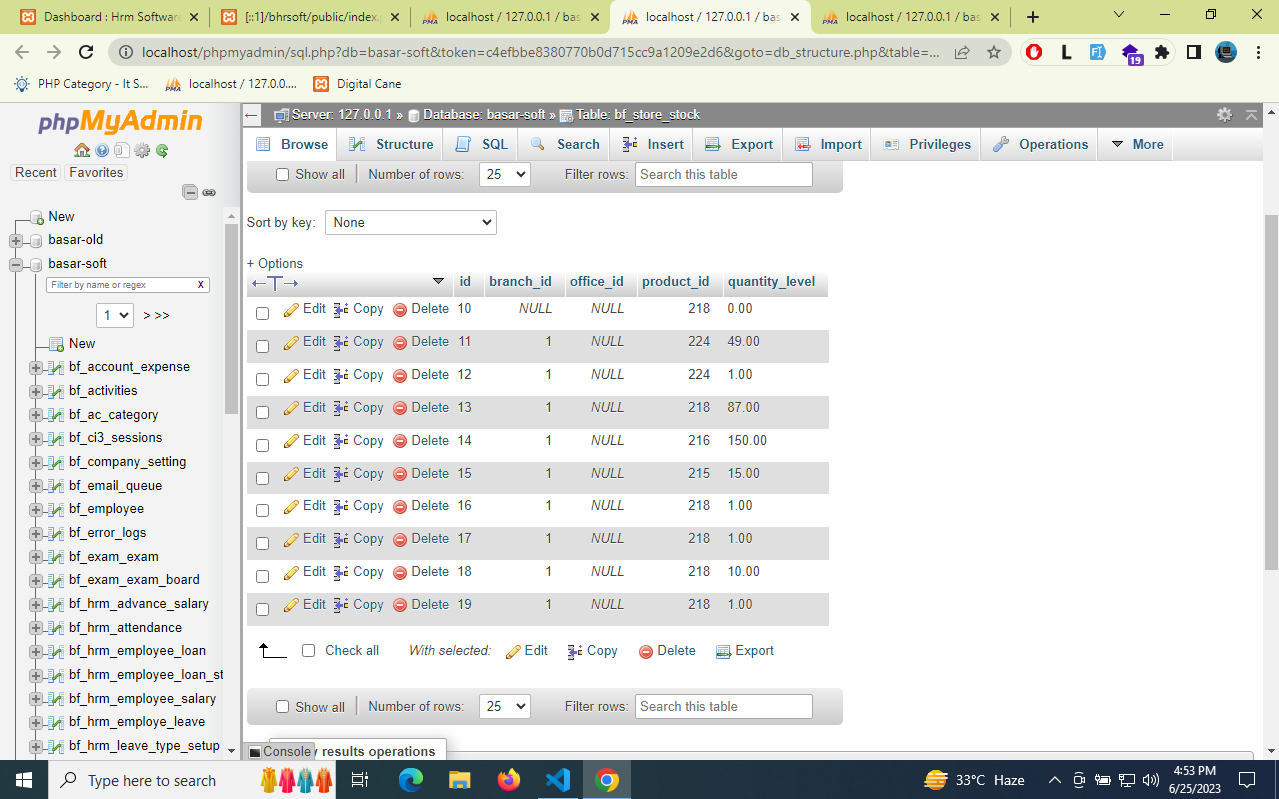 Dashboard : Hrm Software
[::1]/bhrsoft/public/index.p
localhost / 127.0.0.1 / bas
localhost / 127.0.0.1 / bas
localhost / 127.0.0.1 / bas
localhost/phpmyadmin/sql.php?db=basar-soft&token=c4efbbe8380770b0d715cc9a1209e2d6&goto=db_structure.php&table=...
19
PHP Category - It S...
localhost / 127.0.0....
Digital Cane
phpMyAdmin
Recent
Favorites
New
basar-old
basar-soft
Filter by name or regex X
1 > >>
New
bf_account_expense
bf_activities
bf_ac_category
bf_ci3_sessions
bf_company_setting
bf_email_queue
bf_employee
bf_error_logs
bf_exam_exam
bf_exam_exam_board
bf_hrm_advance_salary
bf_hrm_attendance
bf_hrm_employee_loan
bf_hrm_employee_loan_st
bf_hrm_employee_salary
bf_hrm_employe_leave
bf_hrm_leave_type_setup
Server: 127.0.0.1 » Database: basar-soft » Table: bf_store_stock
Browse Structure SQL Search Insert Export Import Privileges Operations More
Show all Number of rows: 25 Filter rows: Search this table
Sort by key: None
+ Options
id branch_id office_id product_id quantity_level
Edit Copy Delete 10 NULL NULL 218 0.00
Edit Copy Delete 11 1 NULL 224 49.00
Edit Copy Delete 12 1 NULL 224 1.00
Edit Copy Delete 13 1 NULL 218 87.00
Edit Copy Delete 14 1 NULL 216 150.00
Edit Copy Delete 15 1 NULL 215 15.00
Edit Copy Delete 16 1 NULL 218 1.00
Edit Copy Delete 17 1 NULL 218 1.00
Edit Copy Delete 18 1 NULL 218 10.00
Edit Copy Delete 19 1 NULL 218 1.00
Check all With selected: Edit Copy Delete Export
Show all Number of rows: 25 Filter rows: Search this table
Console y results operations
Type here to search
33°C Haze
4:53 PM
6/25/2023